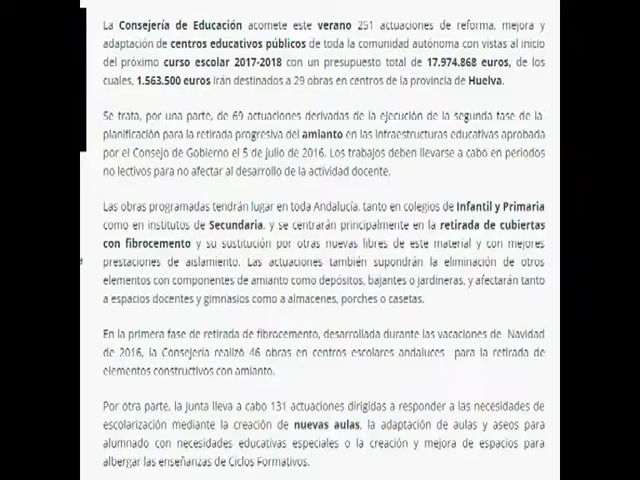 La Consejería de Educación acomete este verano 251 actuaciones de reforma, mejora y
adaptación de centros educativos públicos de toda la comunidad autónoma con vistas al inicio
del próximo curso escolar 2017-2018 con un presupuesto total de 17.974.868 euros, de los
cuales, 1.563.500 euros irán destinados a 29 obras en centros de la provincia de Huelva.
Se trata, por una parte, de 69 actuaciones derivadas de la ejecución de la segunda fase de la
planificación para la retirada progresiva del amianto en las infraestructuras educativas aprobada
por el Consejo de Gobierno el 5 de julio de 2016. Los trabajos deben llevarse a cabo en periodos
no lectivos para no afectar al desarrollo de la actividad docente.
Las obras programadas tendrán lugar en toda Andalucía, tanto en colegios de Infantil y Primaria
como en institutos de Secundaria, y se centrarán principalmente en la retirada de cubiertas
con fibrocemento y su sustitución por otras nuevas libres de este material y con mejores
prestaciones de aislamiento. Las actuaciones también supondrán la eliminación de otros
elementos con componentes de amianto como depósitos, bajantes o jardineras, y afectarán tanto
a espacios docentes y gimnasios como a almacenes, porches o casetas.
En la primera fase de retirada de fibrocemento, desarrollada durante las vacaciones de Navidad
de 2016, la Consejería realizó 46 obras en centros escolares andaluces para la retirada de
elementos constructivos con amianto.
Por otra parte, la Junta lleva a cabo 131 actuaciones dirigidas a responder a las necesidades de
escolarización mediante la creación de nuevas aulas, la adaptación de aulas y aseos para
alumnado con necesidades educativas especiales o la creación y mejora de espacios para
albergar las enseñanzas de Ciclos Formativos.